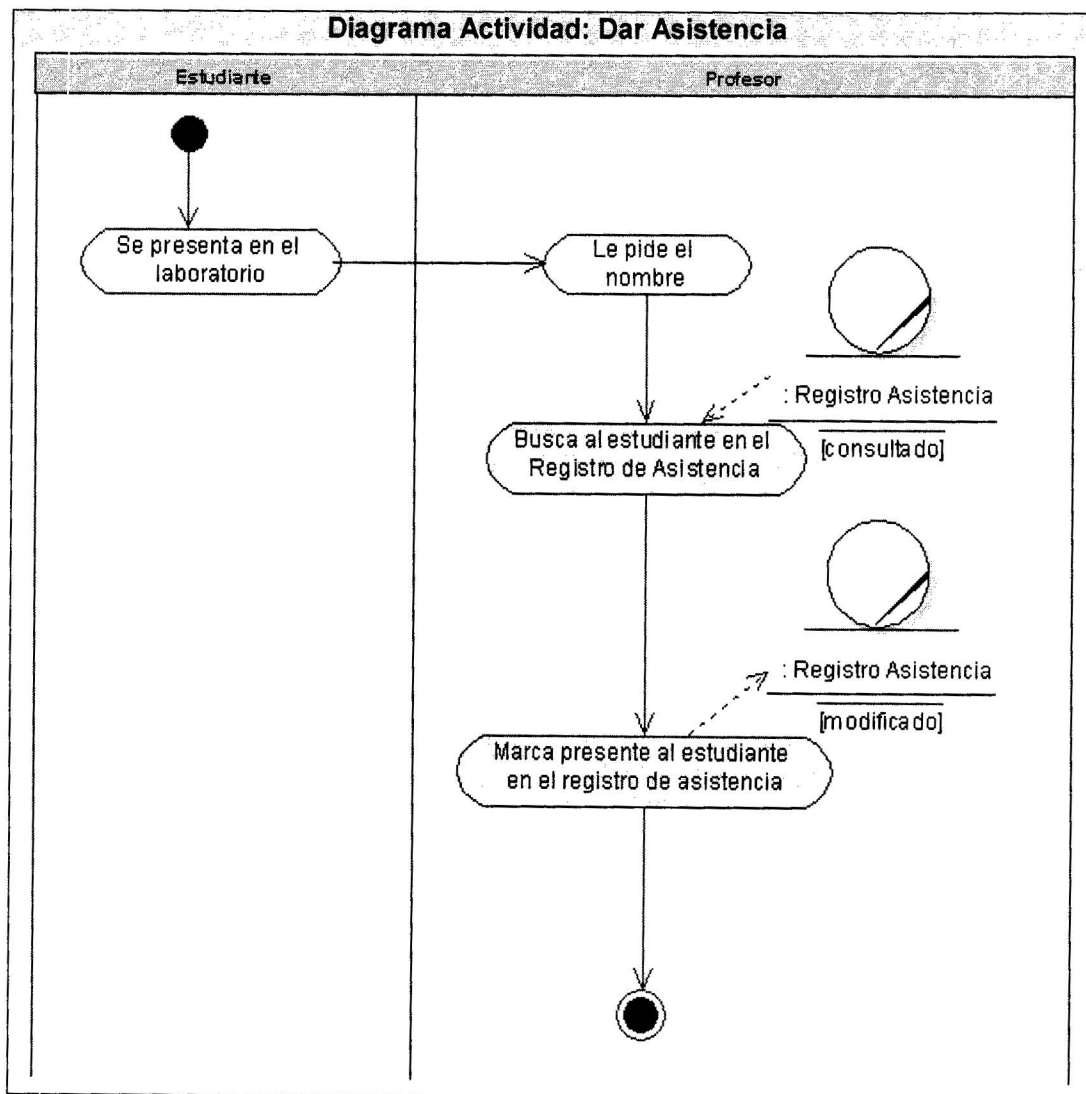 Diagrama Actividad: Dar Asistencia
Estudiante
Profesor
Se presenta en el
laboratorio
Le pide el
nombre
: Registro Asistencia
[consultado]
Busca al estudiante en el
Registro de Asistencia
: Registro Asistencia
[modificado]
Marca presente al estudiante
en el registro de asistencia